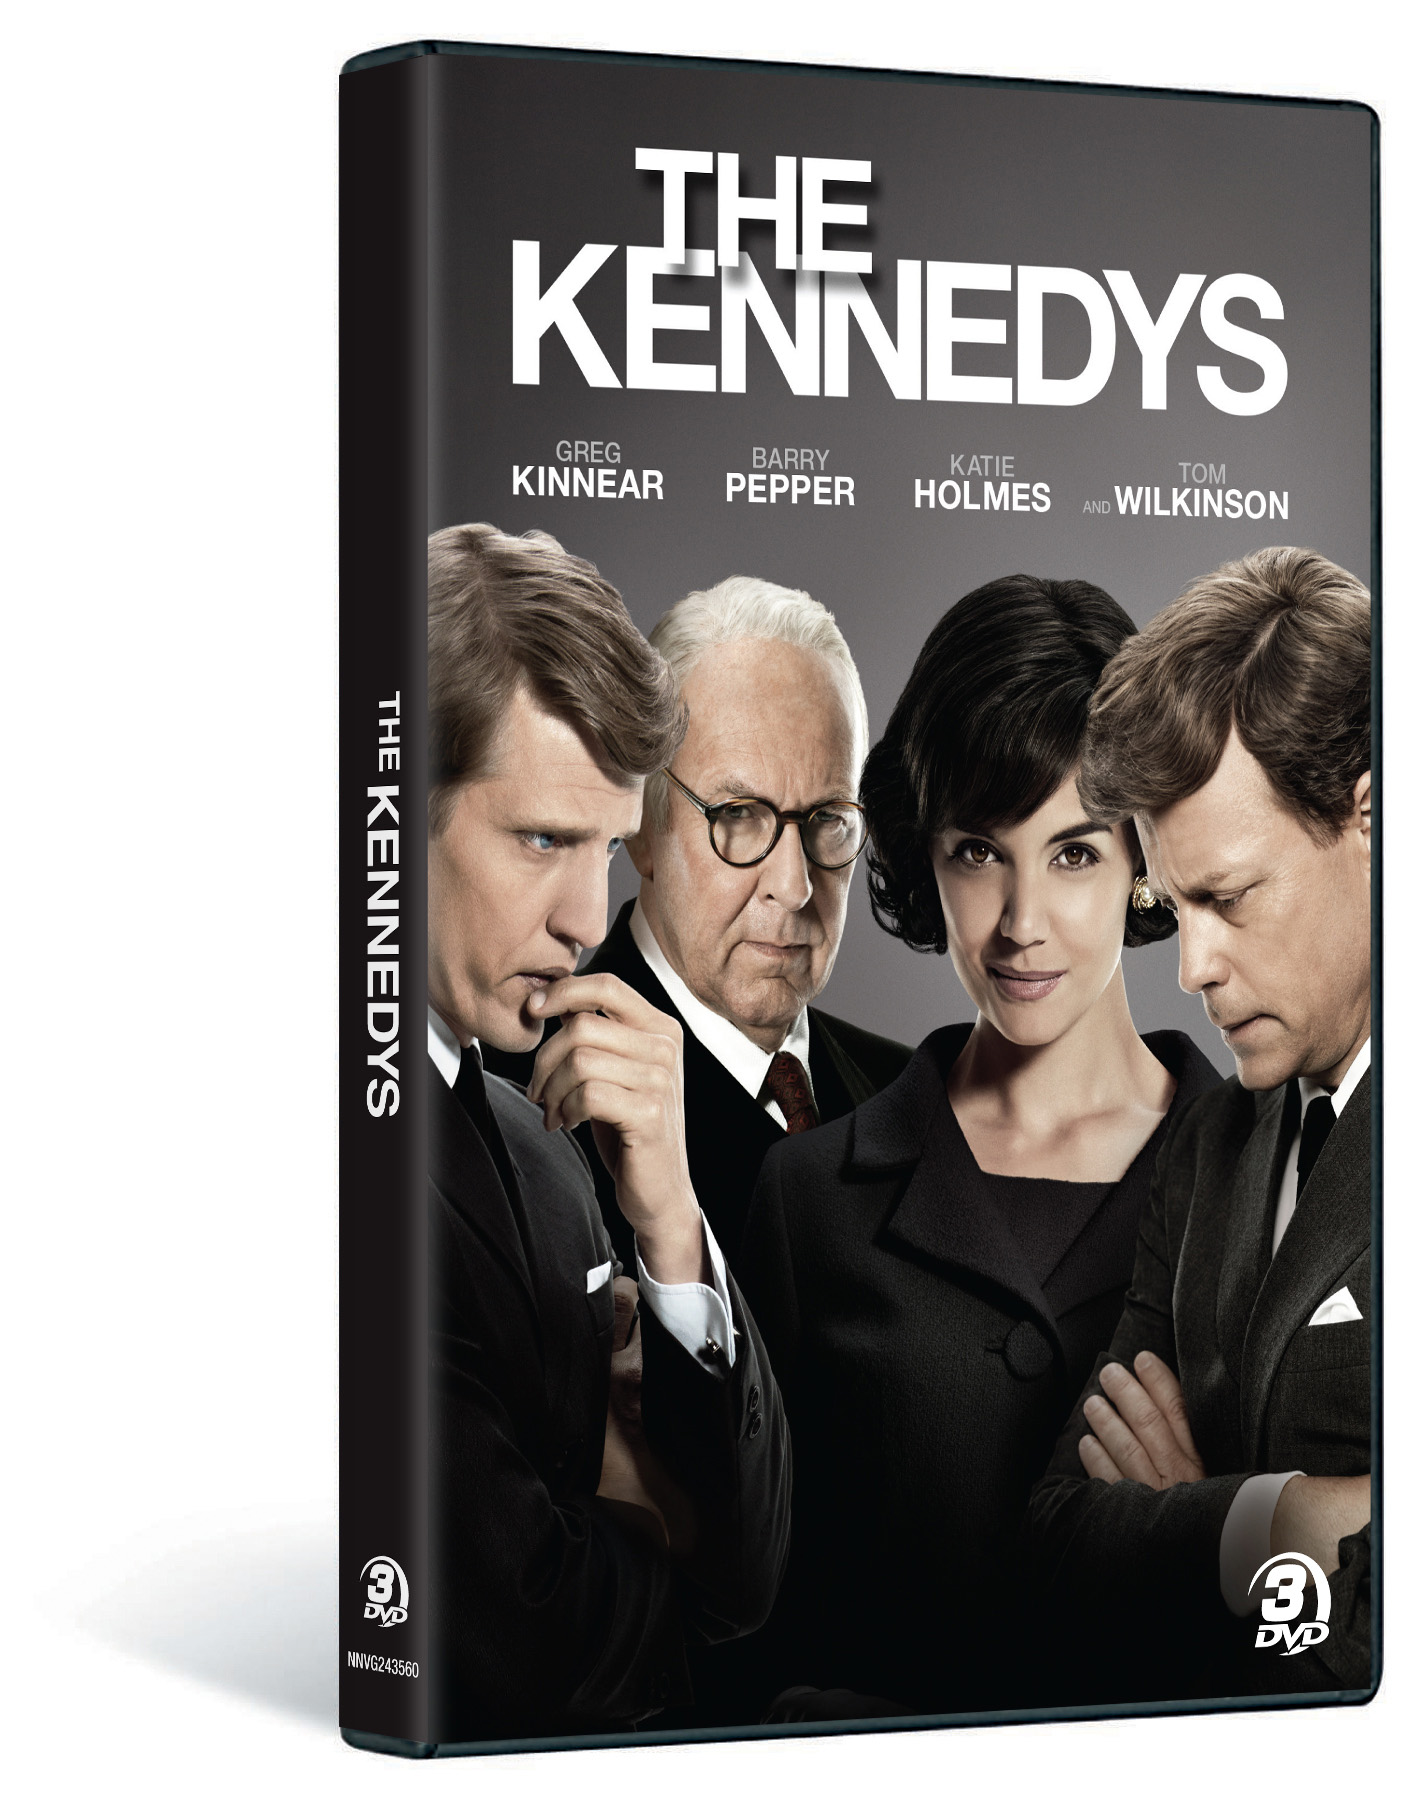 THE
KENNEDYS
GREG
KINNEAR
BARRY
PEPPER
KATIE
HOLMES
TOM
AND WILKINSON
THE KENNEDYS
3
DVD
NNVG243560
3
DVD